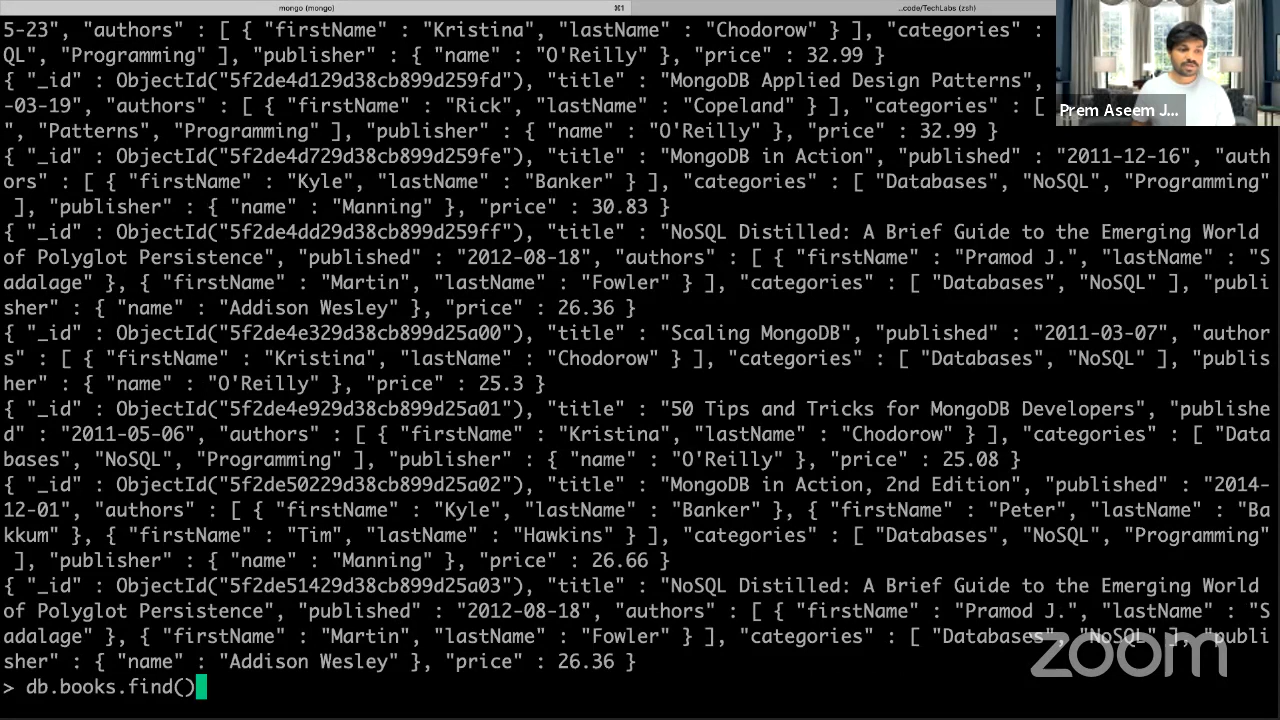 mongo (mongo)
⌘1
..code/TechLabs (zsh)
5-23", "authors" : [ { "firstName" : "Kristina", "lastName" : "Chodorow" } ], "categories" :
QL", "Programming" ], "publisher" : { "name" : "O'Reilly" }, "price" : 32.99 }
{ "_id" : ObjectId("5f2de4d129d38cb899d259fd"), "title" : "MongoDB Applied Design Patterns",
-03-19", "authors" : [ { "firstName" : "Rick", "lastName" : "Copeland" } ], "categories" : [
Prem Aseem J...
", "Patterns", "Programming" ], "publisher" : { "name" : "O'Reilly" }, "price" : 32.99 }
{ "_id" : ObjectId("5f2de4d729d38cb899d259fe"), "title" : "MongoDB in Action", "published" : "2011-12-16", "auth
ors" : [ { "firstName" : "Kyle", "lastName" : "Banker" } ], "categories" : [ "Databases", "NoSQL", "Programming"
], "publisher" : { "name" : "Manning" }, "price" : 30.83 }
{ "_id" : ObjectId("5f2de4dd29d38cb899d259ff"), "title" : "NoSQL Distilled: A Brief Guide to the Emerging World
of Polyglot Persistence", "published" : "2012-08-18", "authors" : [ { "firstName" : "Pramod J.", "lastName" : "S
adalage" }, { "firstName" : "Martin", "lastName" : "Fowler" } ], "categories" : [ "Databases", "NoSQL" ], "publi
sher" : { "name" : "Addison Wesley" }, "price" : 26.36 }
{ "_id" : ObjectId("5f2de4e329d38cb899d25a00"), "title" : "Scaling MongoDB", "published" : "2011-03-07", "author
s" : [ { "firstName" : "Kristina", "lastName" : "Chodorow" } ], "categories" : [ "Databases", "NoSQL" ], "publis
her" : { "name" : "O'Reilly" }, "price" : 25.3 }
{ "_id" : ObjectId("5f2de4e929d38cb899d25a01"), "title" : "50 Tips and Tricks for MongoDB Developers", "publishe
d" : "2011-05-06", "authors" : [ { "firstName" : "Kristina", "lastName" : "Chodorow" } ], "categories" : [ "Data
bases", "NoSQL", "Programming" ], "publisher" : { "name" : "O'Reilly" }, "price" : 25.08 }
{ "_id" : ObjectId("5f2de50229d38cb899d25a02"), "title" : "MongoDB in Action, 2nd Edition", "published" : "2014-
12-01", "authors" : [ { "firstName" : "Kyle", "lastName" : "Banker" }, { "firstName" : "Peter", "lastName" : "Ba
kkum" }, { "firstName" : "Tim", "lastName" : "Hawkins" } ], "categories" : [ "Databases", "NoSQL", "Programming"
], "publisher" : { "name" : "Manning" }, "price" : 26.66 }
{ "_id" : ObjectId("5f2de51429d38cb899d25a03"), "title" : "NoSQL Distilled: A Brief Guide to the Emerging World
of Polyglot Persistence", "published" : "2012-08-18", "authors" : [ { "firstName" : "Pramod J.", "lastName" : "S
adalage" }, { "firstName" : "Martin", "lastName" : "Fowler" } ], "categories" : [ "Databases", "NoSQL" ], "publi
sher" : { "name" : "Addison Wesley" }, "price" : 26.36 }
zoom
> db.books.find()